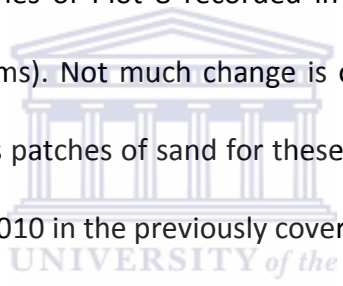 of Plot 8 recorded in
ms). Not much change is
s patches of sand for these
010 in the previously cover
UNIVERSITY of the